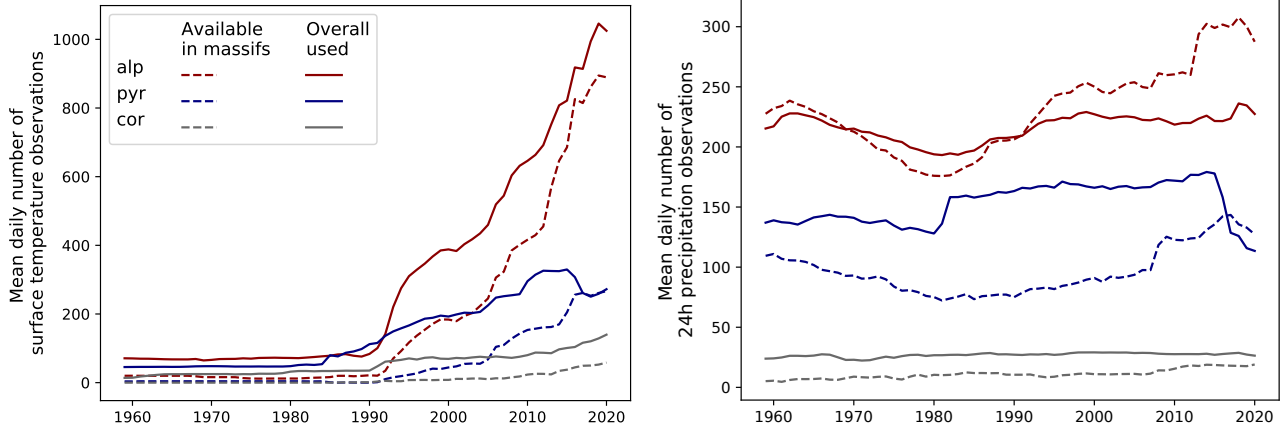 Mean daily number of
surface temperature observations
1000
800
600
400
200
0
Available
in massifs
Overall
used
alp
pyr
cor
1960
1970
1980
1990
2000
2010
2020
Mean daily number of
24h precipitation observations
300
250
200
150
100
50
0
1960
1970
1980
1990
2000
2010
2020